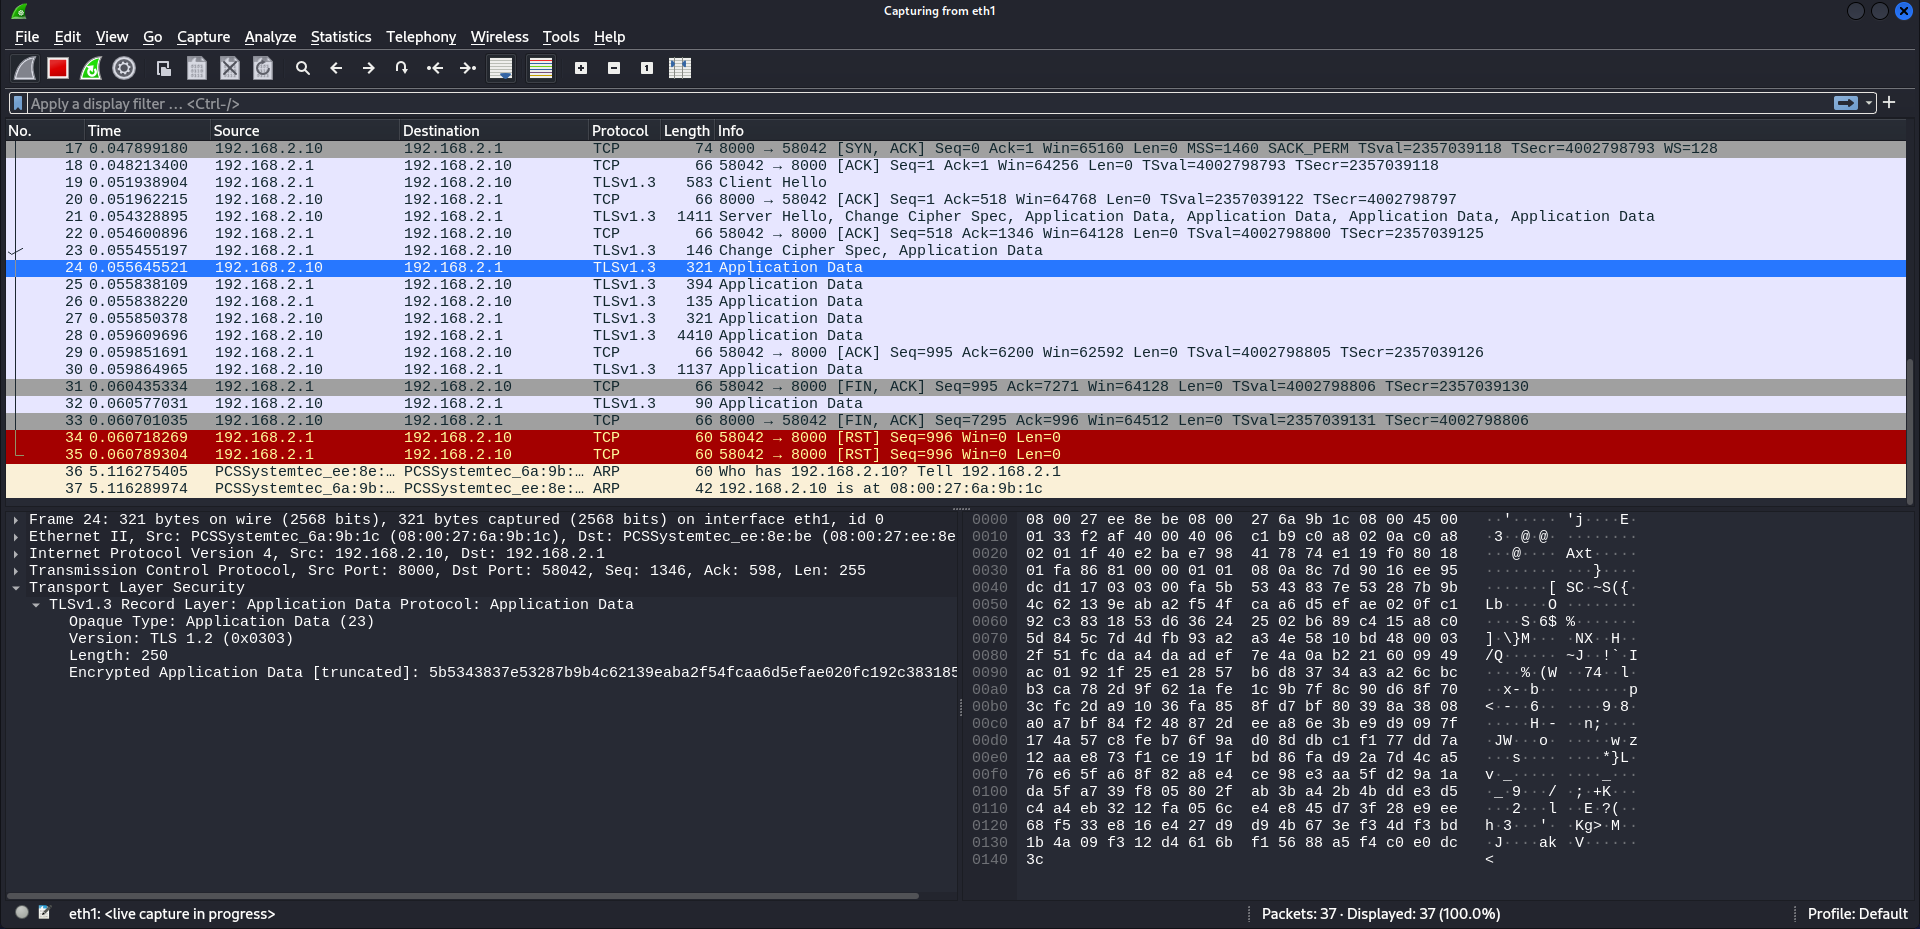 Capturing from eth1
File Edit View Go Capture Analyze Statistics Telephony Wireless Tools Help
Apply a display filter … <Ctrl-/>
No. Time Source Destination Protocol Length Info
17 0.047899180 192.168.2.10 192.168.2.1 TCP 74 8000 → 58042 [SYN, ACK] Seq=0 Ack=1 Win=65160 Len=0 MSS=1460 SACK_PERM TSval=2357039118 TSecr=4002798793 WS=128
18 0.048213400 192.168.2.1 192.168.2.10 TCP 66 58042 → 8000 [ACK] Seq=1 Ack=1 Win=64256 Len=0 TSval=4002798793 TSecr=2357039118
19 0.051938904 192.168.2.1 192.168.2.10 TLSv1.3 583 Client Hello
20 0.051962215 192.168.2.10 192.168.2.1 TCP 66 8000 → 58042 [ACK] Seq=1 Ack=518 Win=64768 Len=0 TSval=2357039122 TSecr=4002798797
21 0.054328895 192.168.2.10 192.168.2.1 TLSv1.3 1411 Server Hello, Change Cipher Spec, Application Data, Application Data, Application Data, Application Data
22 0.054600896 192.168.2.1 192.168.2.10 TCP 66 58042 → 8000 [ACK] Seq=518 Ack=1346 Win=64128 Len=0 TSval=4002798800 TSecr=2357039125
23 0.055455197 192.168.2.1 192.168.2.10 TLSv1.3 146 Change Cipher Spec, Application Data
24 0.055645521 192.168.2.10 192.168.2.1 TLSv1.3 321 Application Data
25 0.055838109 192.168.2.1 192.168.2.10 TLSv1.3 394 Application Data
26 0.055838220 192.168.2.1 192.168.2.10 TLSv1.3 135 Application Data
27 0.055850378 192.168.2.10 192.168.2.1 TLSv1.3 321 Application Data
28 0.059609696 192.168.2.10 192.168.2.1 TLSv1.3 4410 Application Data
29 0.059851691 192.168.2.1 192.168.2.10 TCP 66 58042 → 8000 [ACK] Seq=995 Ack=6200 Win=62592 Len=0 TSval=4002798805 TSecr=2357039126
30 0.059864965 192.168.2.10 192.168.2.1 TLSv1.3 1137 Application Data
31 0.060435334 192.168.2.1 192.168.2.10 TCP 66 58042 → 8000 [FIN, ACK] Seq=995 Ack=7271 Win=64128 Len=0 TSval=4002798806 TSecr=2357039130
32 0.060577031 192.168.2.10 192.168.2.1 TLSv1.3 90 Application Data
33 0.060701035 192.168.2.10 192.168.2.1 TCP 66 8000 → 58042 [FIN, ACK] Seq=7295 Ack=996 Win=64512 Len=0 TSval=2357039131 TSecr=4002798806
34 0.060718269 192.168.2.1 192.168.2.10 TCP 60 58042 → 8000 [RST] Seq=996 Win=0 Len=0
35 0.060789304 192.168.2.1 192.168.2.10 TCP 60 58042 → 8000 [RST] Seq=996 Win=0 Len=0
36 5.116275405 PCSSystemtec_ee:8e:… PCSSystemtec_6a:9b:… ARP 60 Who has 192.168.2.10? Tell 192.168.2.1
37 5.116289974 PCSSystemtec_6a:9b:… PCSSystemtec_ee:8e:… ARP 42 192.168.2.10 is at 08:00:27:6a:9b:1c
Frame 24: 321 bytes on wire (2568 bits), 321 bytes captured (2568 bits) on interface eth1, id 0
Ethernet II, Src: PCSSystemtec_6a:9b:1c (08:00:27:6a:9b:1c), Dst: PCSSystemtec_ee:8e:be (08:00:27:ee:8e
Internet Protocol Version 4, Src: 192.168.2.10, Dst: 192.168.2.1
Transmission Control Protocol, Src Port: 8000, Dst Port: 58042, Seq: 1346, Ack: 598, Len: 255
Transport Layer Security
TLSv1.3 Record Layer: Application Data Protocol: Application Data
Opaque Type: Application Data (23)
Version: TLS 1.2 (0x0303)
Length: 250
Encrypted Application Data [truncated]: 5b5343837e53287b9b4c62139eaba2f54fcaa6d5efae020fc192c383185
0000 08 00 27 ee 8e be 08 00 27 6a 9b 1c 08 00 45 00 ··'····· 'j····E·
0010 01 33 f2 af 40 00 40 06 c1 b9 c0 a8 02 0a c0 a8 ·3··@·@· ········
0020 02 01 1f 40 e2 ba e7 98 41 78 74 e1 19 f0 80 18 ···@···· Axt·····
0030 01 fa 86 81 00 00 01 01 08 0a 8c 7d 90 16 ee 95 ········ ···}····
0040 dc d1 17 03 03 00 fa 5b 53 43 83 7e 53 28 7b 9b ·······[ SC·~S({·
0050 4c 62 13 9e ab a2 f5 4f ca a6 d5 ef ae 02 0f c1 Lb·····O ········
0060 92 c3 83 18 53 d6 36 24 25 02 b6 89 c4 15 a8 c0 ····S·6$ %·······
0070 5d 84 5c 7d 4d fb 93 a2 a3 4e 58 10 bd 48 00 03 ]·\}M··· ·NX··H··
0080 2f 51 fc da a4 da ad ef 7e 4a 0a b2 21 60 09 49 /Q······ ~J··!`·I
0090 ac 01 92 1f 25 e1 28 57 b6 d8 37 34 a3 a2 6c bc ····%·(W ··74··l·
00a0 b3 ca 78 2d 9f 62 1a fe 1c 9b 7f 8c 90 d6 8f 70 ··x-·b·· ·······p
00b0 3c fc 2d a9 10 36 fa 85 8f d7 bf 80 39 8a 38 08 <·-··6·· ····9·8·
00c0 a0 a7 bf 84 f2 48 87 2d ee a8 6e 3b e9 d9 09 7f ·····H·- ··n;····
00d0 17 4a 57 c8 fe b7 6f 9a d0 8d db c1 f1 77 dd 7a ·JW···o· ·····w·z
00e0 12 aa e8 73 f1 ce 19 1f bd 86 fa d9 2a 7d 4c a5 ···s···· ····*}L·
00f0 76 e6 5f a6 8f 82 a8 e4 ce 98 e3 aa 5f d2 9a 1a v·_····· ····_···
0100 da 5f a7 39 f8 05 80 2f ab 3b a4 2b 4b dd e3 d5 ·_·9···/ ·;·+K···
0110 c4 a4 eb 32 12 fa 05 6c e4 e8 45 d7 3f 28 e9 ee ···2···l ··E·?(··
0120 68 f5 33 e8 16 e4 27 d9 d9 4b 67 3e f3 4d f3 bd h·3···'· ·Kg>·M··
0130 1b 4a 09 f3 12 d4 61 6b f1 56 88 a5 f4 c0 e0 dc ·J····ak ·V······
0140 3c <
eth1: <live capture in progress>
Packets: 37 · Displayed: 37 (100.0%)
Profile: Default